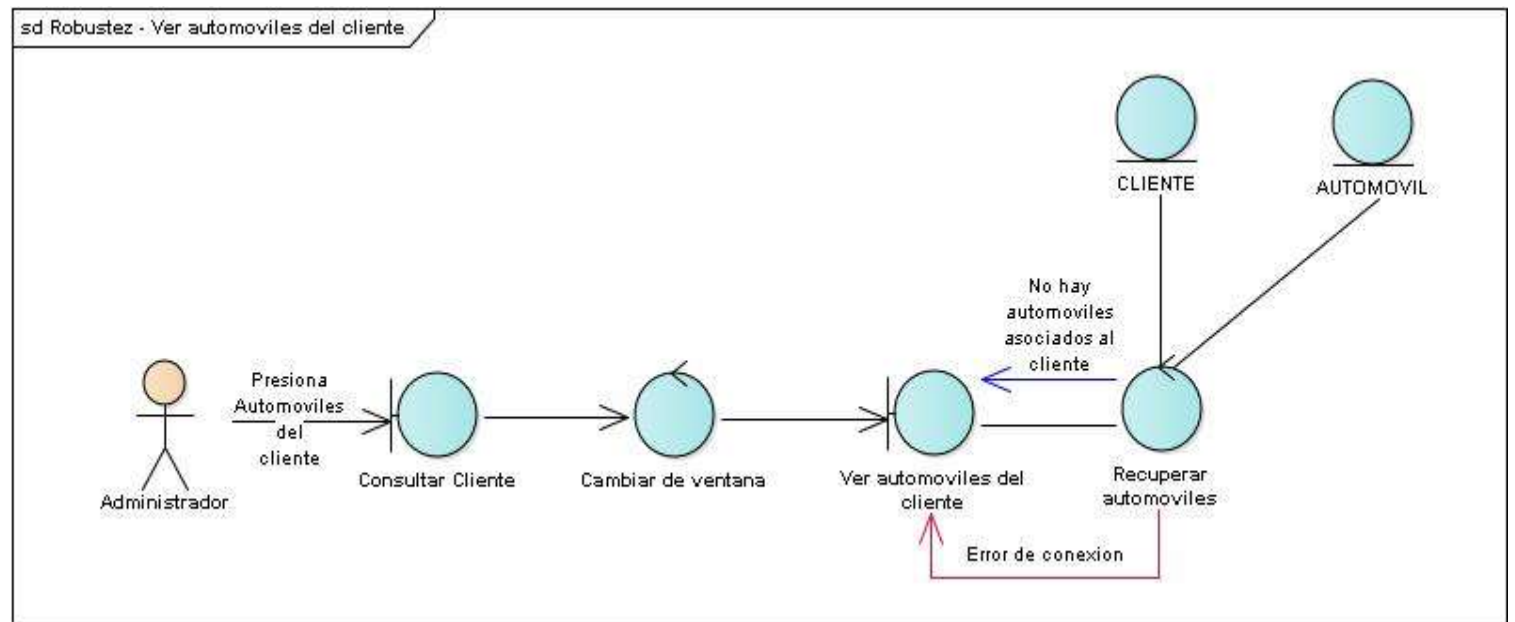 sd Robustez - Ver automoviles del cliente
CLIENTE
AUTOMOVIL
No hay
automoviles
asociados al
cliente
Presiona
Automoviles
del
cliente
Administrador
Consultar Cliente
Cambiar de ventana
Ver automoviles del
cliente
Recuperar
automoviles
Error de conexion